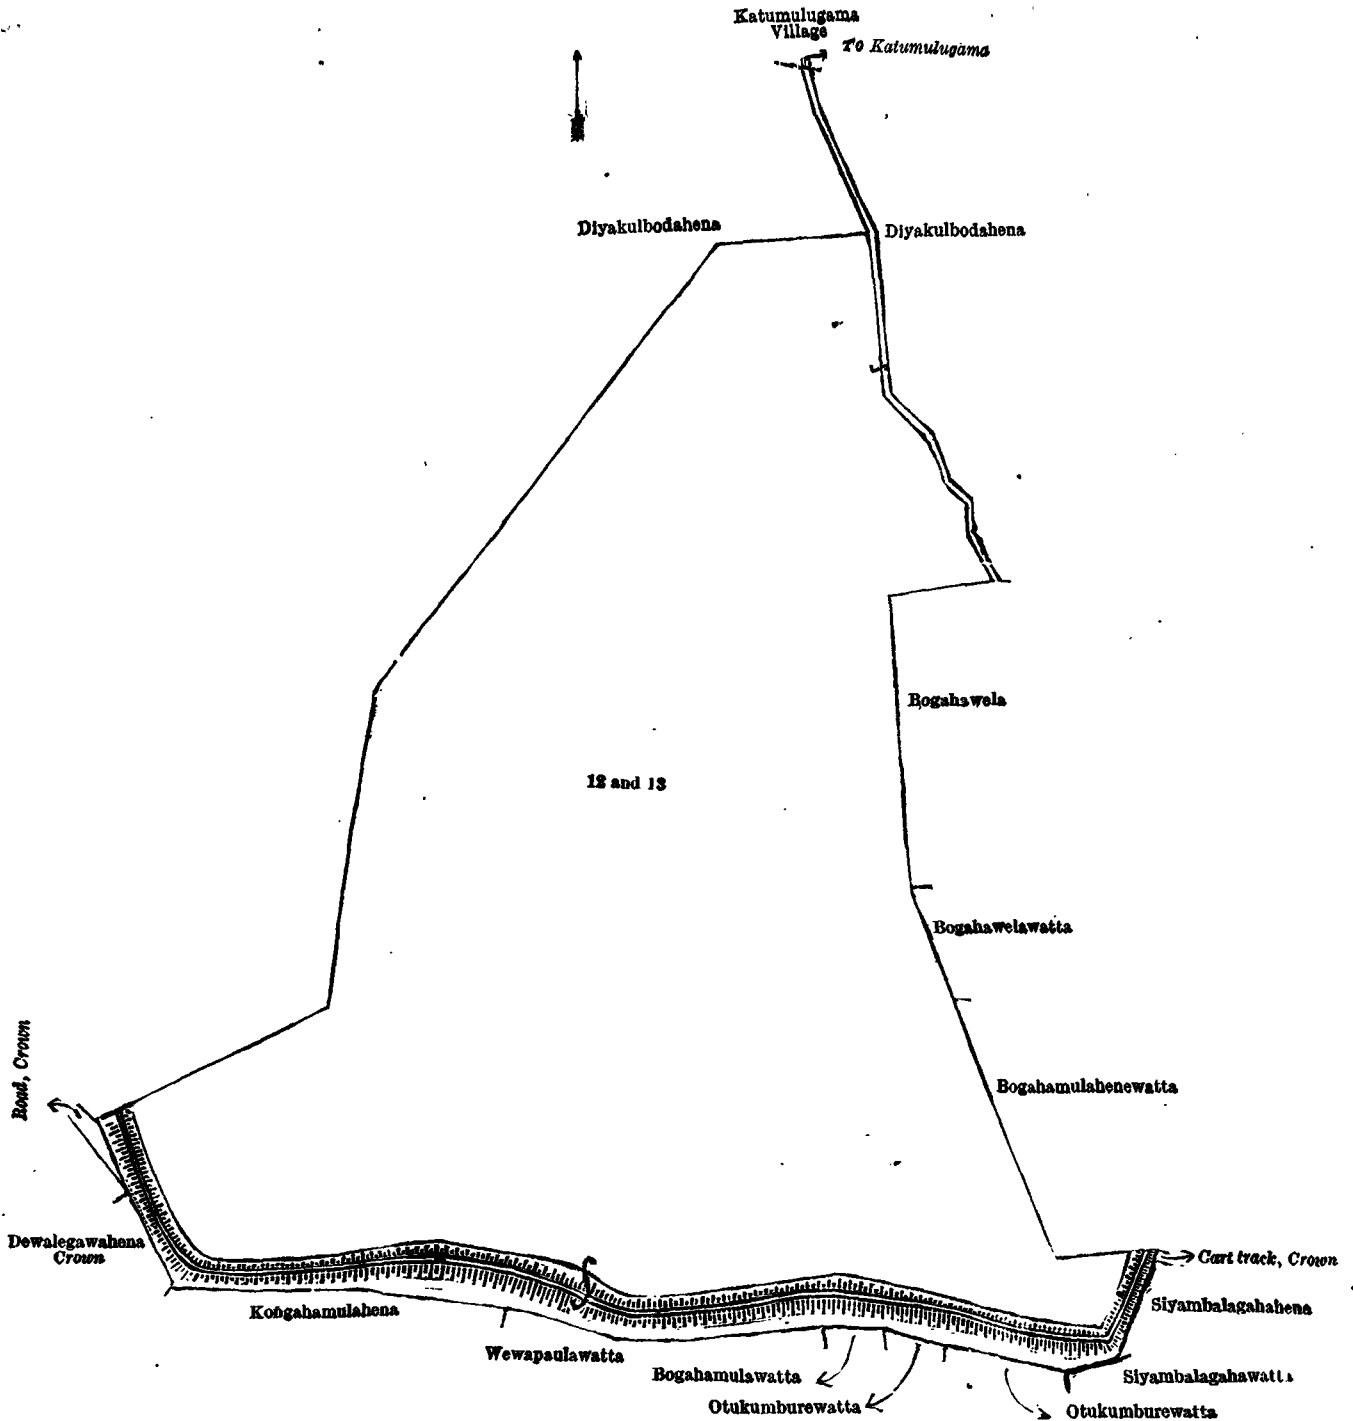 Katumulugama
Village
To Katumulugama
Diyakulbodahena
Diyakulbodahena
Bogahawela
12 and 13
Bogahawelawatta
Road, Crown
Bogahamulahenewatta
Dewalegawahena
Crown
Cart track, Crown
Kongahamulahena
Siyambalagahahena
Wewapaulawatta
Bogahamulawatta
Siyambalagahawatta
Otukumburewatta
Otukumburewatta